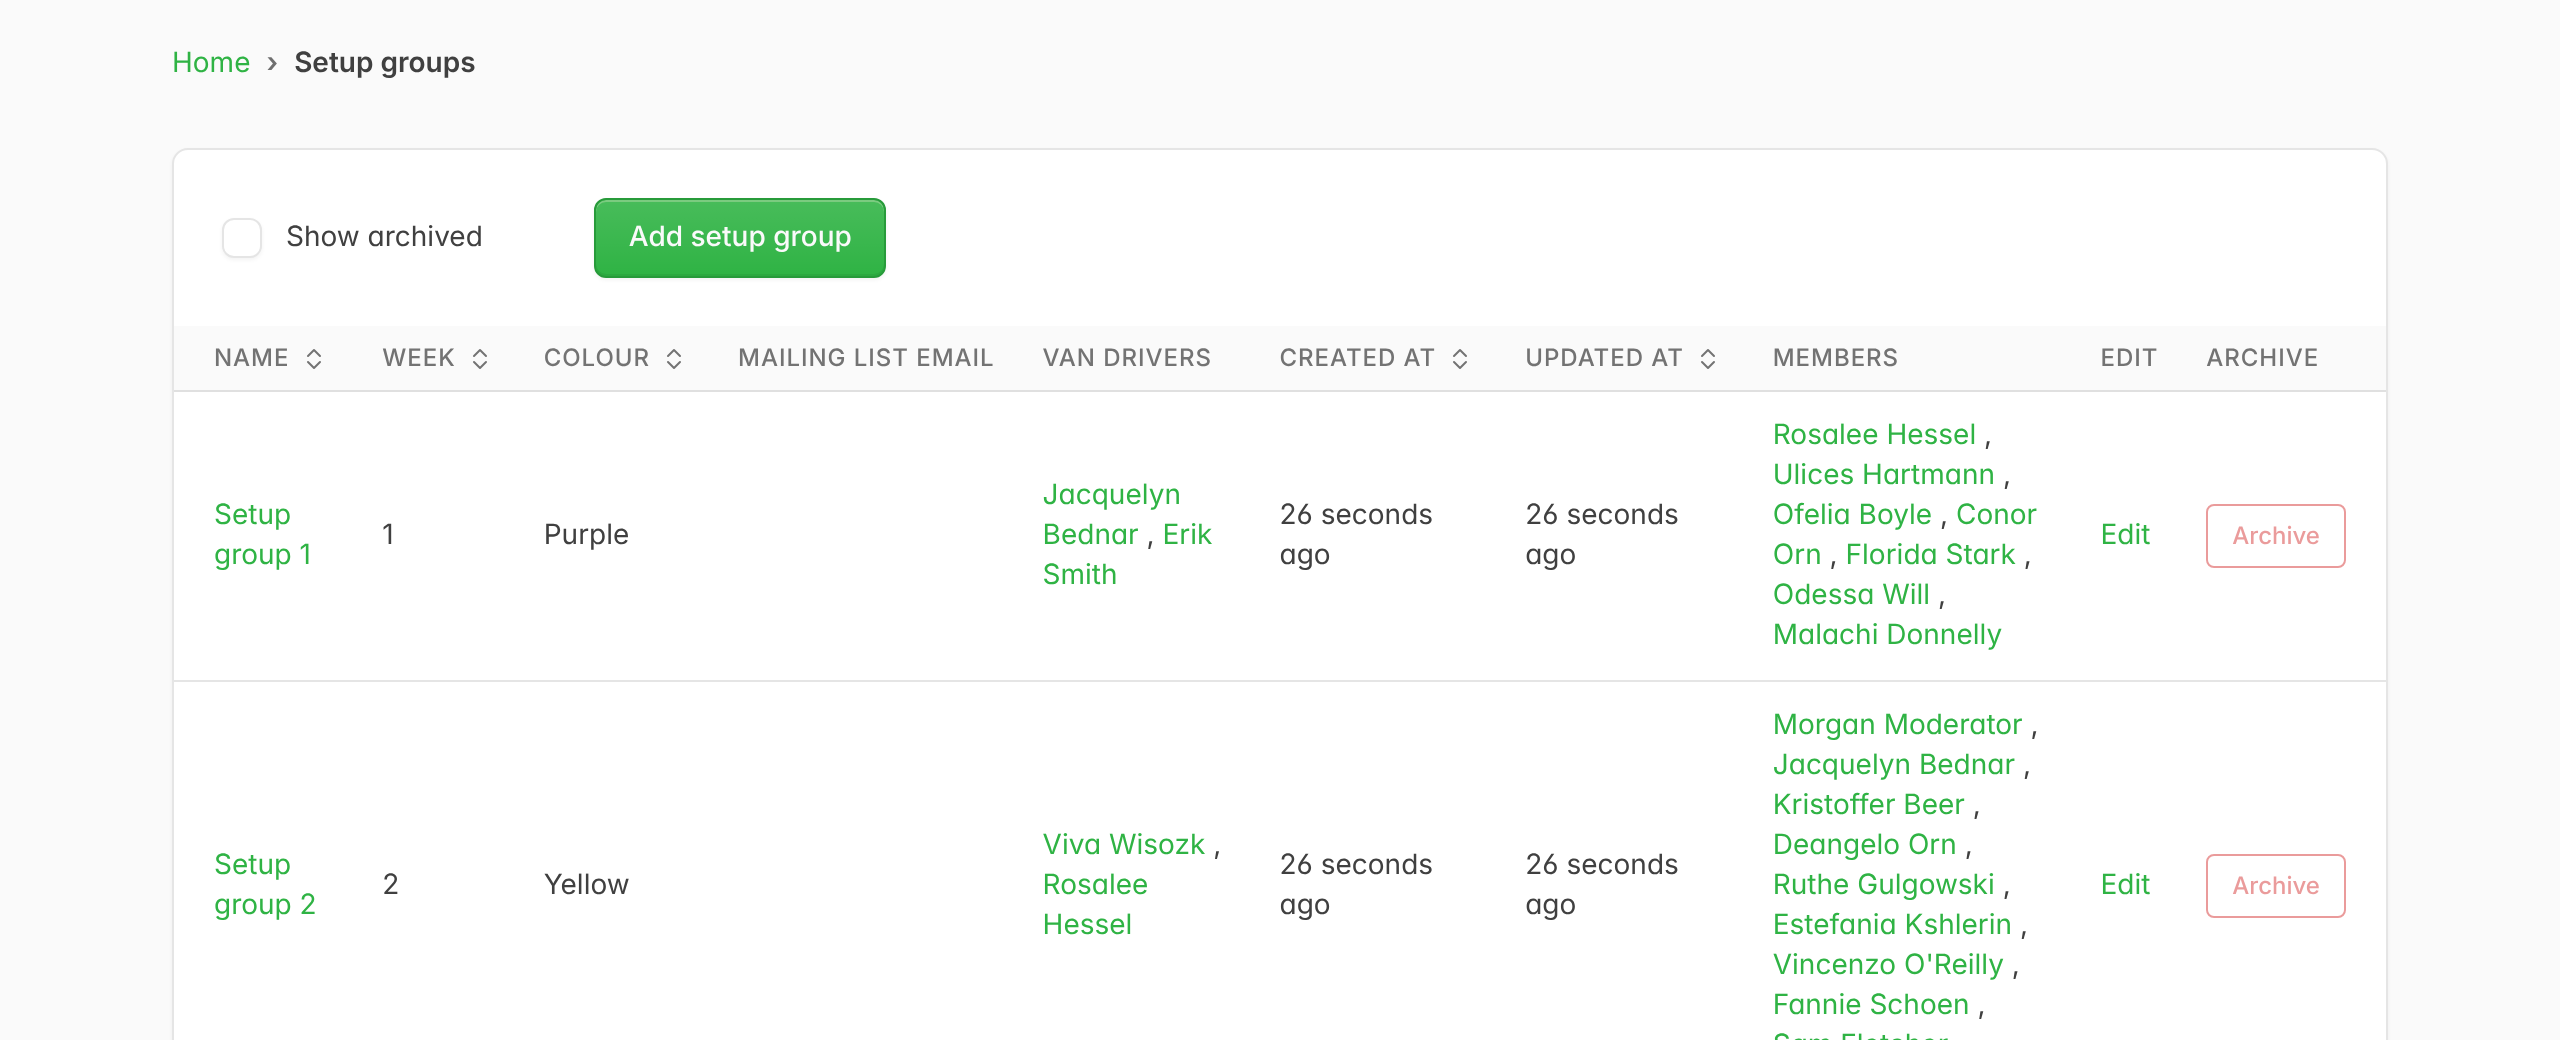 Home › Setup groups
Show archived
Add setup group
NAME WEEK COLOUR MAILING LIST EMAIL VAN DRIVERS CREATED AT UPDATED AT MEMBERS EDIT ARCHIVE
Setup
group 1
1
Purple
Jacquelyn
Bednar , Erik
Smith
26 seconds
ago
26 seconds
ago
Rosalee Hessel ,
Ulices Hartmann ,
Ofelia Boyle , Conor
Orn , Florida Stark ,
Odessa Will ,
Malachi Donnelly
Edit
Archive
Setup
group 2
2
Yellow
Viva Wisozk ,
Rosalee
Hessel
26 seconds
ago
26 seconds
ago
Morgan Moderator ,
Jacquelyn Bednar ,
Kristoffer Beer ,
Deangelo Orn ,
Ruthe Gulgowski ,
Estefania Kshlerin ,
Vincenzo O'Reilly ,
Fannie Schoen ,
Edit
Archive